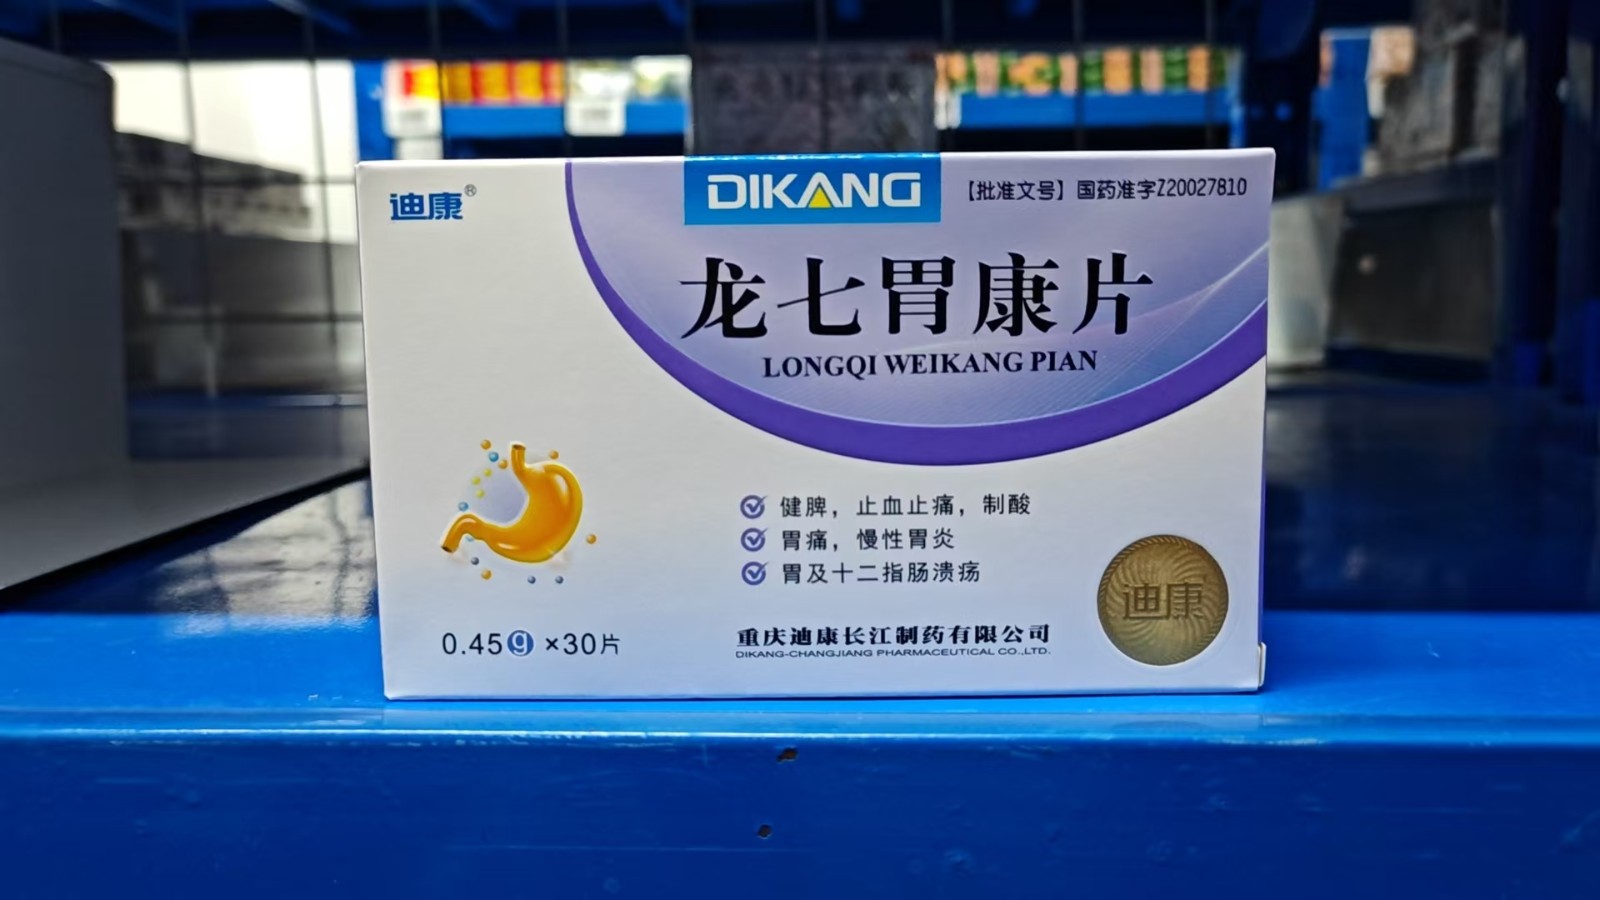 迪康®
DIKANG
【批准文号】国药准字Z20027810
龙七胃康片
LONGQI WEIKANG PIAN
健脾，止血止痛，制酸
胃痛，慢性胃炎
胃及十二指肠溃疡
0.45g×30片
重庆迪康长江制药有限公司
DIKANG-CHANGJIANG PHARMACEUTICAL CO.,LTD.
迪康